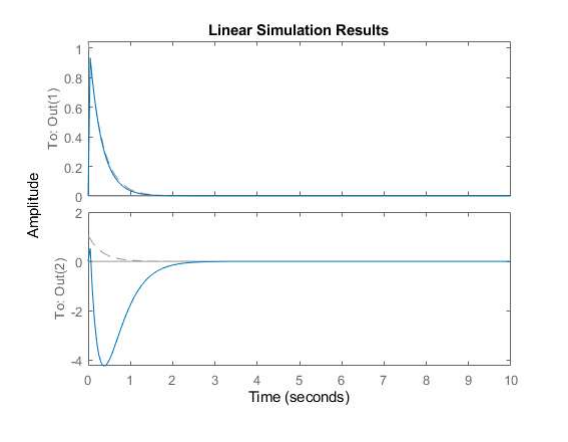 Linear Simulation Results
Amplitude
To: Out(1)
1
0.8
0.6
0.4
0.2
0
To: Out(2)
2
0
-2
-4
0 1 2 3 4 5 6 7 8 9 10
Time (seconds)